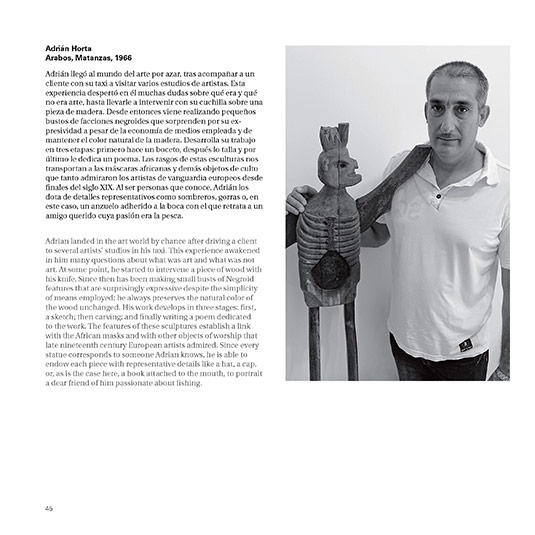 Adrián Horta
Arabos, Matanzas, 1966
Adrián llegó al mundo del arte por azar, tras acompañar a un
cliente con su taxi a visitar varios estudios de artistas. Esta
experiencia despertó en él muchas dudas sobre qué era y qué
no era arte, hasta llevarle a intervenir con su cuchilla sobre una
pieza de madera. Desde entonces viene realizando pequeños
bustos de facciones negroides que sorprenden por su ex-
presividad a pesar de la economía de medios empleada y de
mantener el color natural de la madera. Desarrolla su trabajo
en tres etapas: primero hace un boceto, después lo talla y por
último le dedica un poema. Los rasgos de estas esculturas nos
transportan a las máscaras africanas y demás objetos de culto
que tanto admiraron los artistas de vanguardia europeos desde
finales del siglo XIX. Al ser personas que conoce, Adrián los
dota de detalles representativos como sombreros, gorras o, en
este caso, un anzuelo adherido a la boca con el que retrata a un
amigo querido cuya pasión era la pesca.
Adrian landed in the art world by chance after driving a client
to several artists' studios in his taxi. This experience awakened
in him many questions about what was art and what was not
art. At some point, he started to intervene a piece of wood with
his knife. Since then has been making small busts of Negroid
features that are surprisingly expressive despite the simplicity
of means employed; he always preserves the natural color of
the wood unchanged. His work develops in three stages: first,
a sketch; then carving; and finally writing a poem dedicated
to the work. The features of these sculptures establish a link
with the African masks and with other objects of worship that
late nineteenth century European artists admired. Since every
statue corresponds to someone Adrian knows, he is able to
endow each piece with representative details like a hat, a cap,
or, as is the case here, a hook attached to the mouth, to portrait
a dear friend of him passionate about fishing.
45